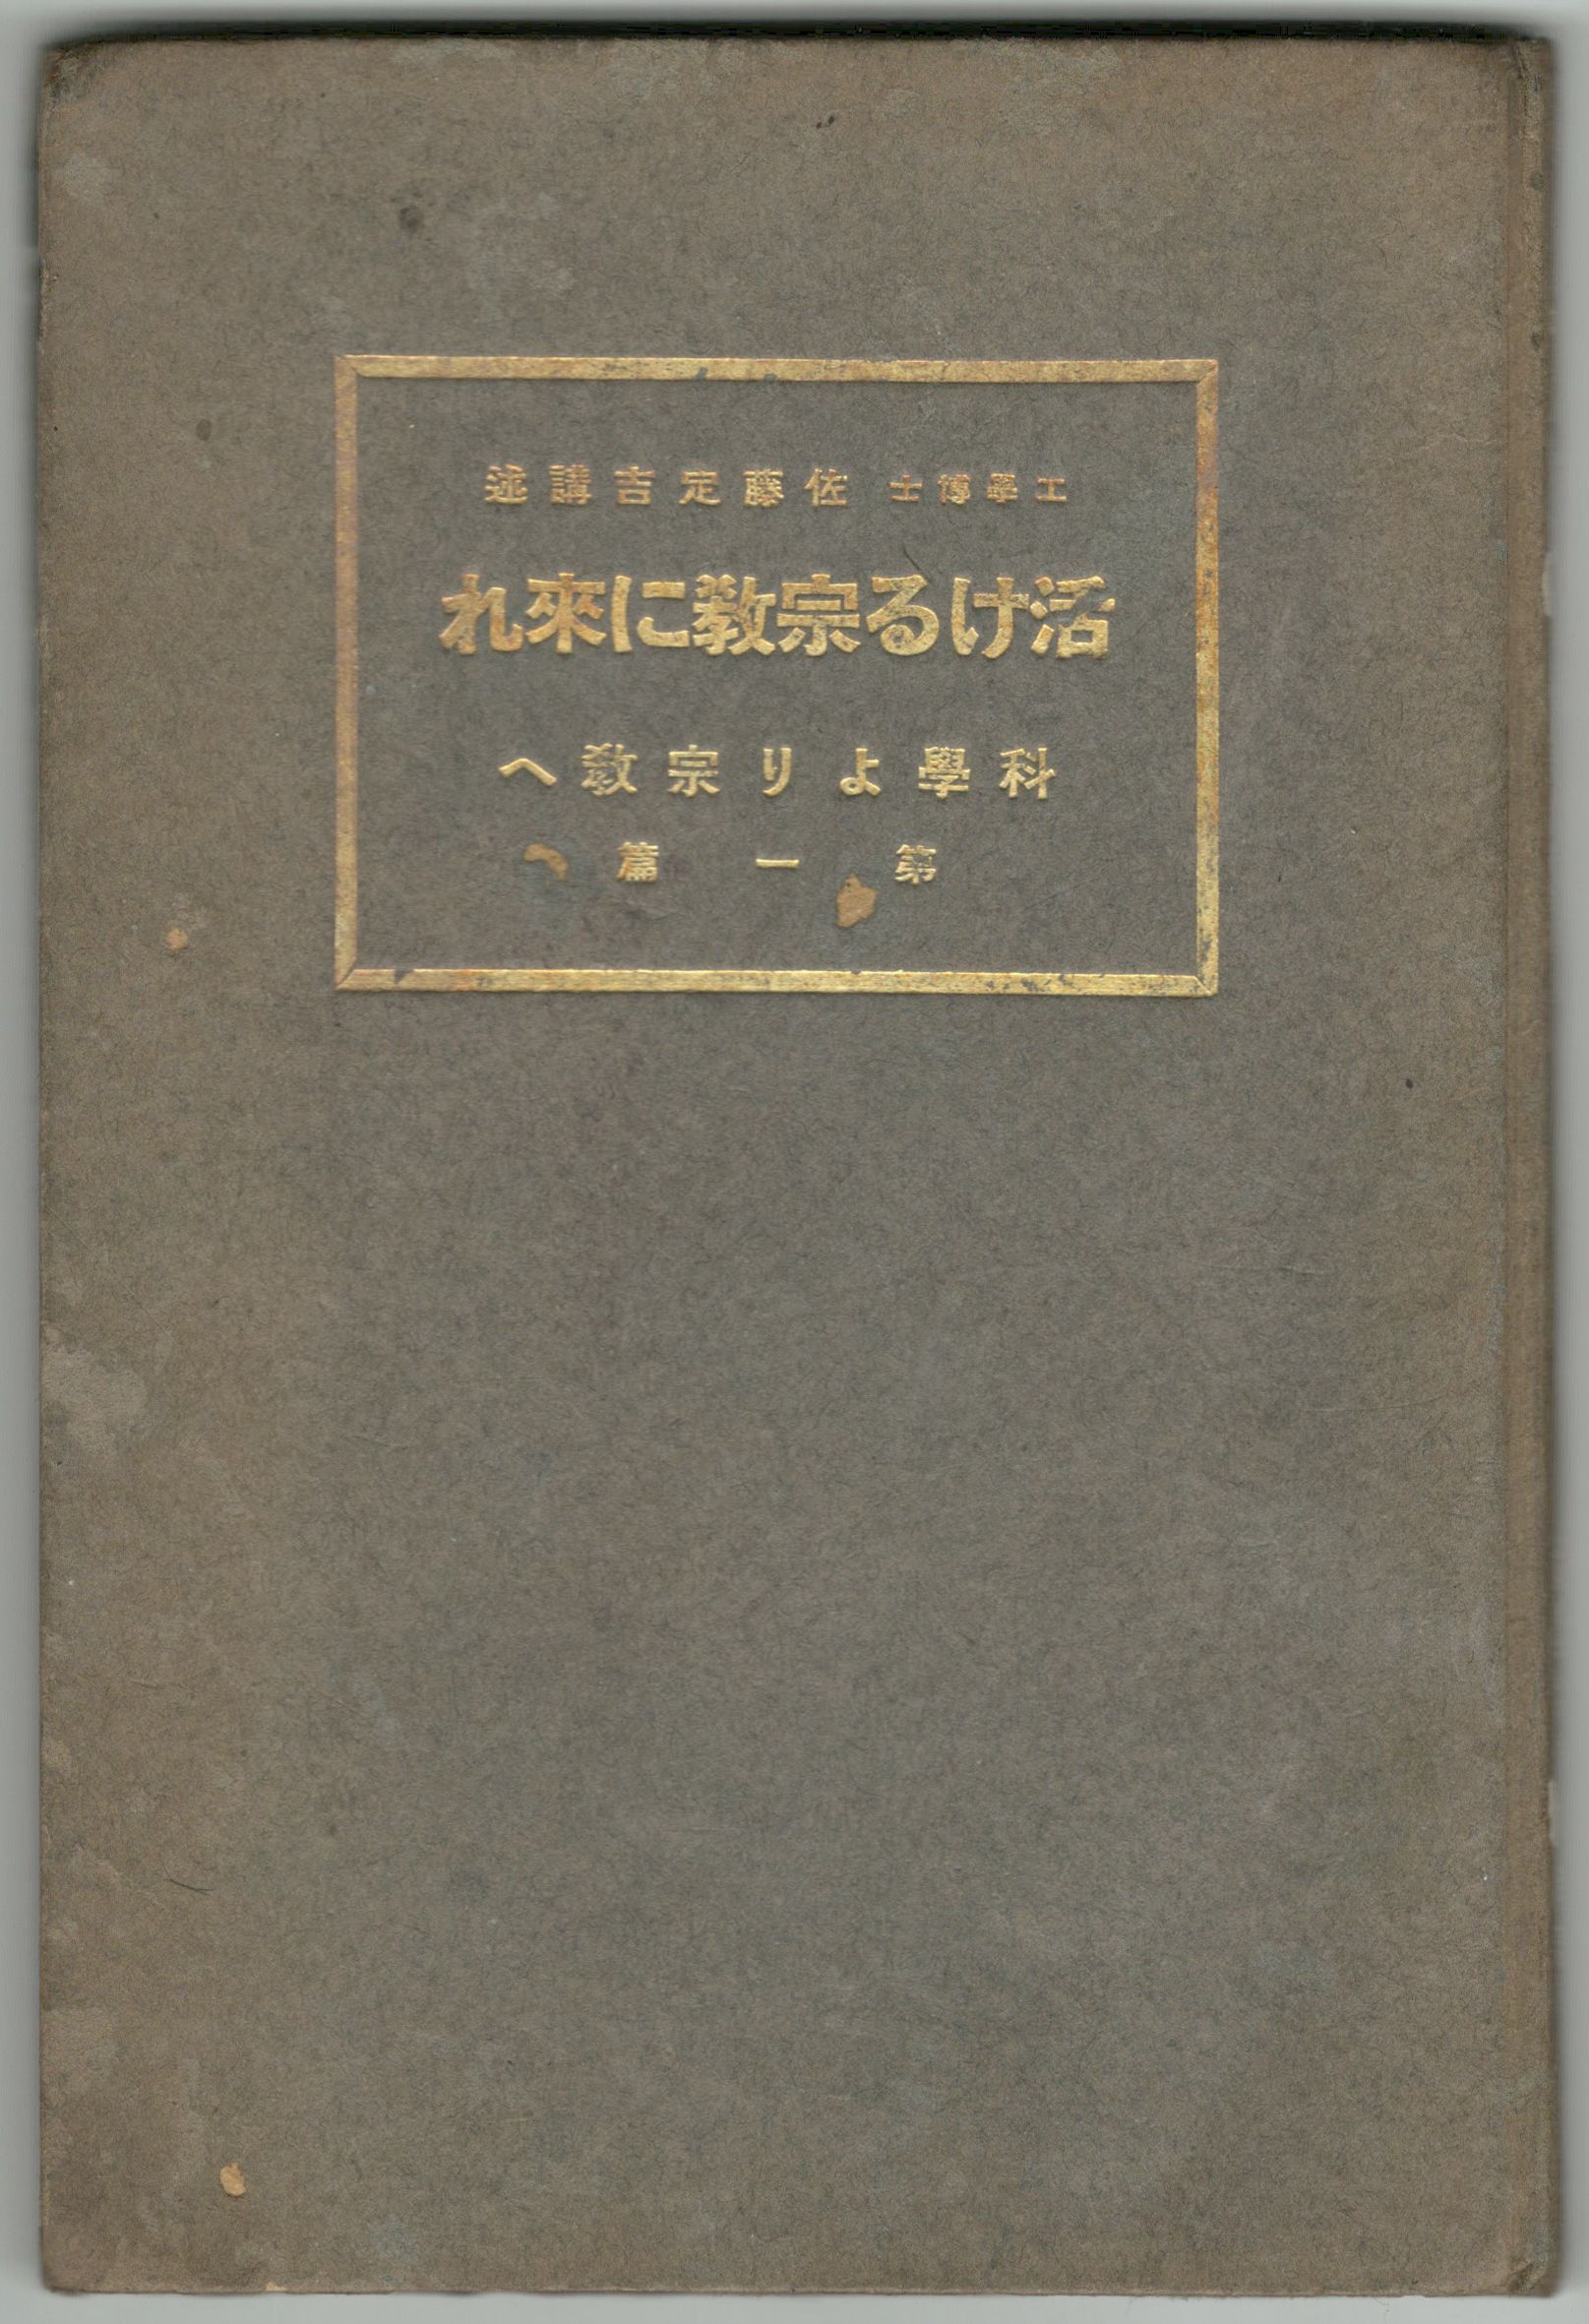 工學博士 佐藤定吉講述
活ける宗教に來れ
科學より宗教へ
第一篇